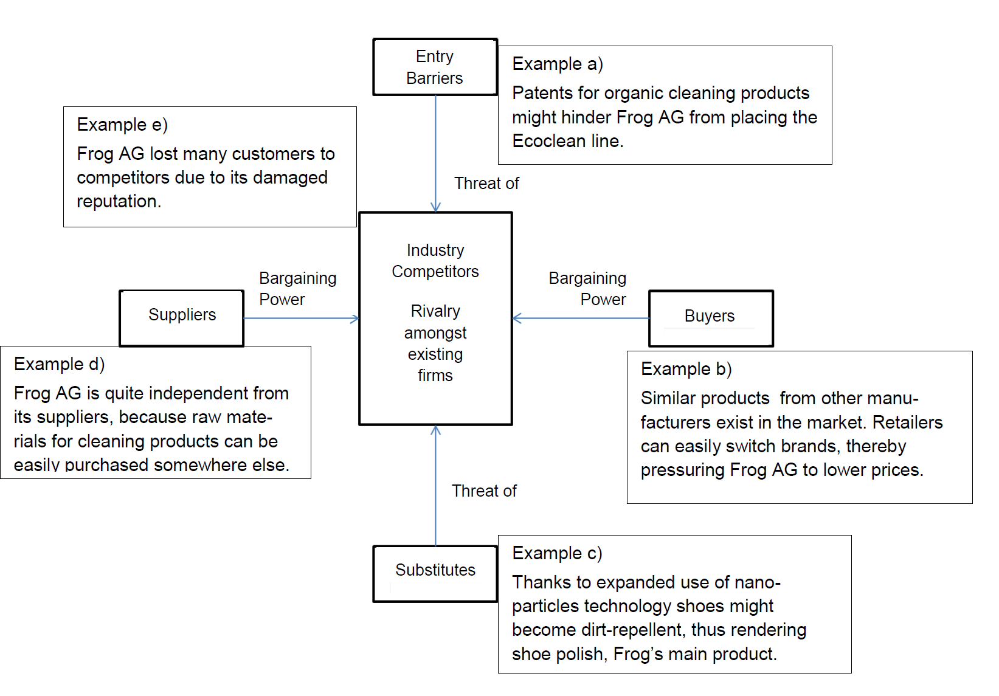 Entry
Barriers
Example a)
Patents for organic cleaning products
might hinder Frog AG from placing the
Ecoclean line.
Example e)
Frog AG lost many customers to
competitors due to its damaged
reputation.
Threat of
Industry
Competitors
Rivalry
amongst
existing
firms
Bargaining
Power
Suppliers
Bargaining
Power
Buyers
Example d)
Frog AG is quite independent from
its suppliers, because raw mate-
rials for cleaning products can be
easily purchased somewhere else.
Example b)
Similar products  from other manu-
facturers exist in the market. Retailers
can easily switch brands, thereby
pressuring Frog AG to lower prices.
Threat of
Substitutes
Example c)
Thanks to expanded use of nano-
particles technology shoes might
become dirt-repellent, thus rendering
shoe polish, Frog’s main product.